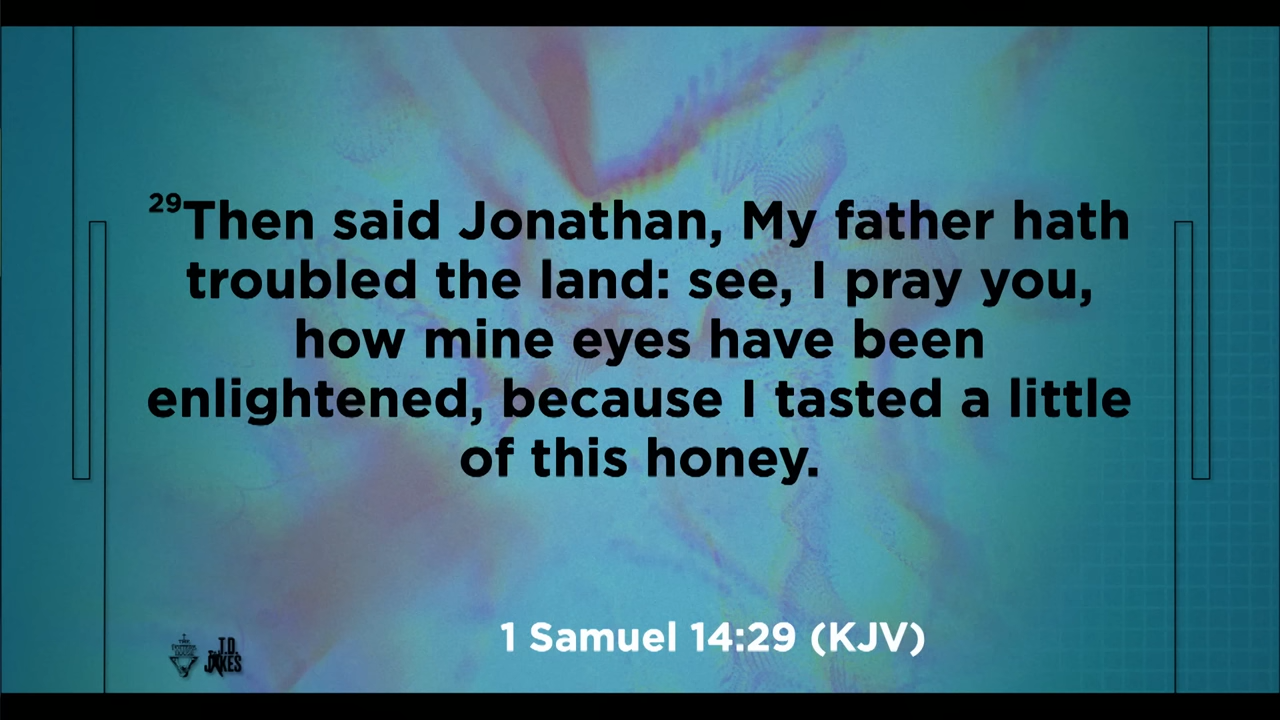 29Then said Jonathan, My father hath
troubled the land: see, I pray you,
how mine eyes have been
enlightened, because I tasted a little
of this honey.
1 Samuel 14:29 (KJV)
T.D.
JAKES